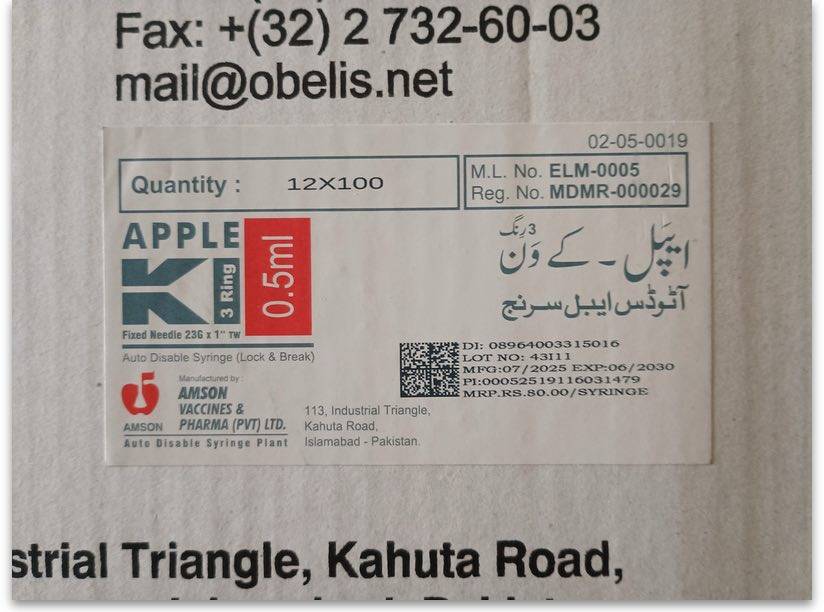 Fax: +(32) 2 732-60-03
mail@obelis.net
02-05-0019
Quantity : 12X100
M.L. No. ELM-0005
Reg. No. MDMR-000029
APPLE
K1
3 Ring
0.5ml
Fixed Needle 23G x 1" TW
Auto Disable Syringe (Lock & Break)
ایپل ۔ کے وَن 3 رِنگ
آٹوڈس ایبل سرنج
DI: 08964003315016
LOT NO: 43I11
MFG:07/2025 EXP:06/2030
PI:00052519116031479
MRP.RS.80.00/SYRINGE
AMSON
Manufactured by :
AMSON
VACCINES &
PHARMA (PVT) LTD.
Auto Disable Syringe Plant
113, Industrial Triangle,
Kahuta Road,
Islamabad - Pakistan.
strial Triangle, Kahuta Road,